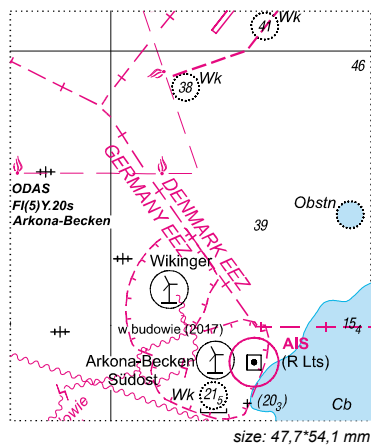 41 Wk
46
38 Wk
ODAS
Fl(5)Y.20s
Arkona-Becken
GERMANY EEZ
DENMARK EEZ
Obstn
39
Wikinger
w budowie (2017)
15₄
AIS
Arkona-Becken
Südost
(R Lts)
Wk 21₅
(20₃)
Cb
owie
size: 47,7*54,1 mm